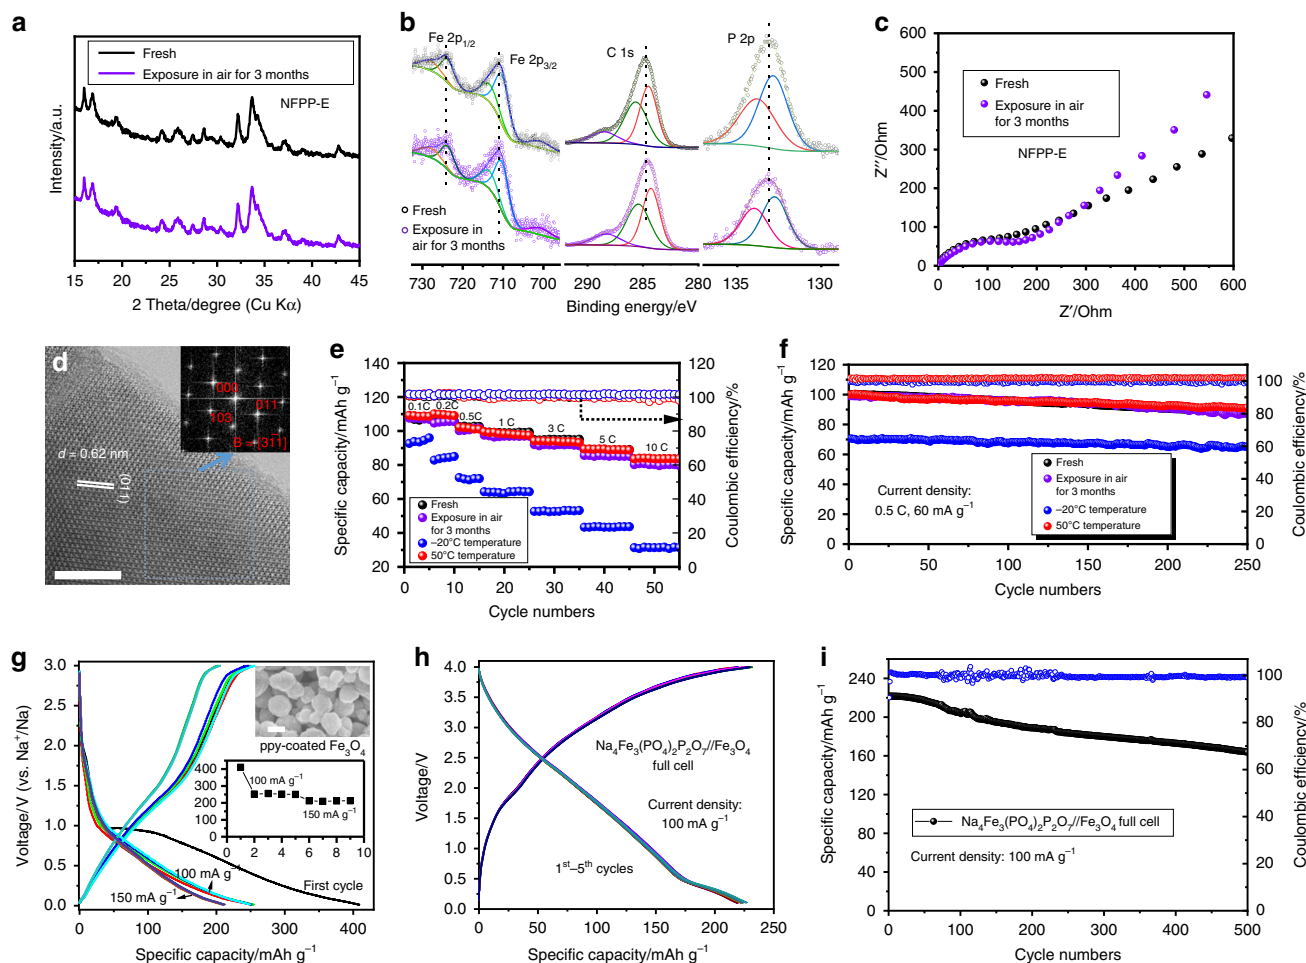 a
Fresh
Exposure in air for 3 months
NFPP-E
Intensity/a.u.
15 20 25 30 35 40 45
2 Theta/degree (Cu Kα)
b
Fe 2p1/2
Fe 2p3/2
C 1s
P 2p
Fresh
Exposure in
air for 3 months
730 720 710 700 290 285 280 135 130
Binding energy/eV
c
600
500
400
300
200
100
0
Z′′/Ohm
Fresh
Exposure in air
for 3 months
NFPP-E
0 100 200 300 400 500 600
Z′/Ohm
d
000
011
103
B = [311]
d = 0.62 nm
(011)
e
140
120
100
80
60
40
20
Specific capacity/mAh g−1
0.1C 0.2C
0.5C
1 C
3 C
5 C
10 C
Fresh
Exposure in air
for 3 months
−20°C temperature
50°C temperature
120
100
80
60
40
20
0
Coulombic efficiency/%
0 10 20 30 40 50
Cycle numbers
f
120
100
80
60
40
20
0
Specific capacity/mAh g−1
Current density:
0.5 C, 60 mA g−1
Fresh
Exposure in air
for 3 months
−20°C temperature
50°C temperature
100
80
60
40
20
0
Coulombic efficiency/%
0 50 100 150 200 250
Cycle numbers
g
3.0
2.5
2.0
1.5
1.0
0.5
0.0
Voltage/V (vs. Na+/Na)
ppy-coated Fe3O4
400
300
200
100
0
100 mA g−1
150 mA g−1
0 2 4 6 8 10
100 mA g−1
150 mA g−1
First cycle
0 100 200 300 400
Specific capacity/mAh g−1
h
4.0
3.0
2.0
1.0
0.0
Voltage/V
Na4Fe3(PO4)2P2O7//Fe3O4
full cell
Current density:
100 mA g−1
1st–5th cycles
0 50 100 150 200 250
Specific capacity/mAh g−1
i
240
200
160
120
80
40
0
Specific capacity/mAh g−1
Na4Fe3(PO4)2P2O7//Fe3O4 full cell
Current density: 100 mA g−1
100
80
60
40
20
0
Coulombic efficiency/%
0 100 200 300 400 500
Cycle numbers